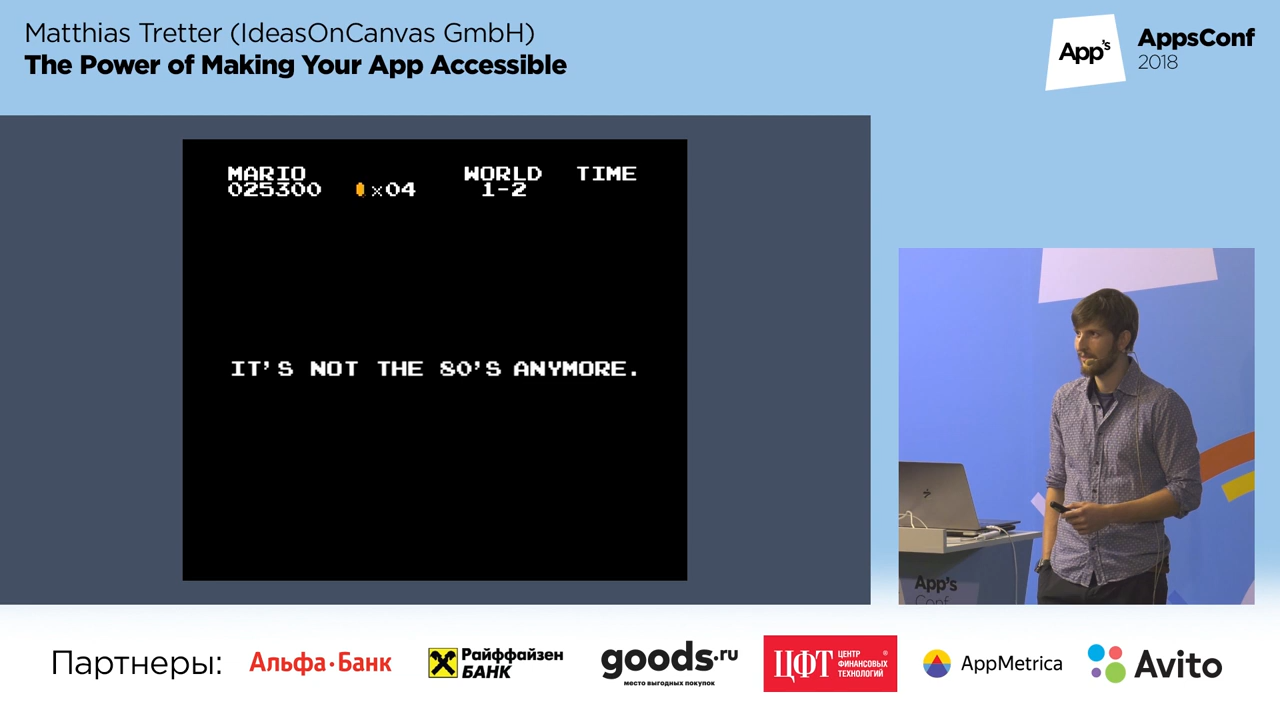 Matthias Tretter (IdeasOnCanvas GmbH)
The Power of Making Your App Accessible
App's
AppsConf
2018
MARIO
WORLD TIME
025300 x04 1-2
IT'S NOT THE 80'S ANYMORE.
App's
Conf
Партнеры:
Альфа·Банк
Райффайзен
БАНК
goods.ru
место выгодных покупок
ЦФТ
ЦЕНТР
ФИНАНСОВЫХ
ТЕХНОЛОГИЙ
®
AppMetrica
Avito